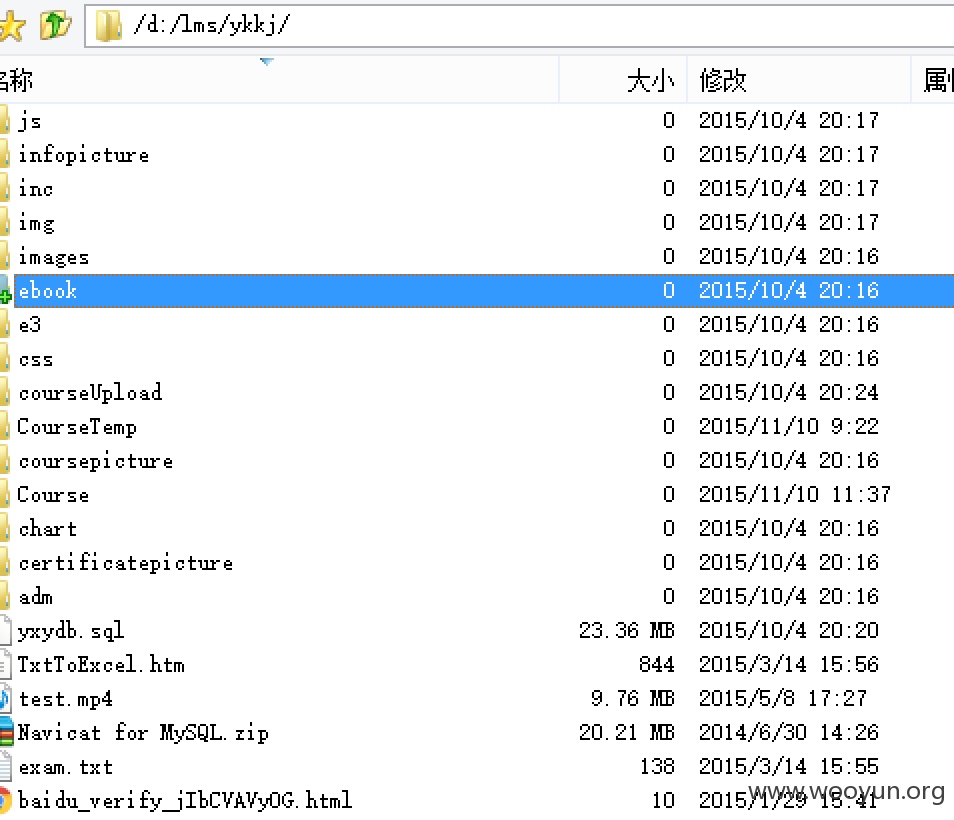 /d:/lms/ykkj/
名称 大小 修改 属性
js 0 2015/10/4 20:17
infopicture 0 2015/10/4 20:17
inc 0 2015/10/4 20:17
img 0 2015/10/4 20:17
images 0 2015/10/4 20:16
ebook 0 2015/10/4 20:16
e3 0 2015/10/4 20:16
css 0 2015/10/4 20:16
courseUpload 0 2015/10/4 20:24
CourseTemp 0 2015/11/10 9:22
coursepicture 0 2015/10/4 20:16
Course 0 2015/11/10 11:37
chart 0 2015/10/4 20:16
certificatepicture 0 2015/10/4 20:16
adm 0 2015/10/4 20:16
yxydb.sql 23.36 MB 2015/10/4 20:20
TxtToExcel.htm 844 2015/3/14 15:56
test.mp4 9.76 MB 2015/5/8 17:27
Navicat for MySQL.zip 20.21 MB 2014/6/30 14:26
exam.txt 138 2015/3/14 15:55
baidu_verify_jIbCVAVyOG.html 10 2015/1/29 15:41
www.wooyun.org